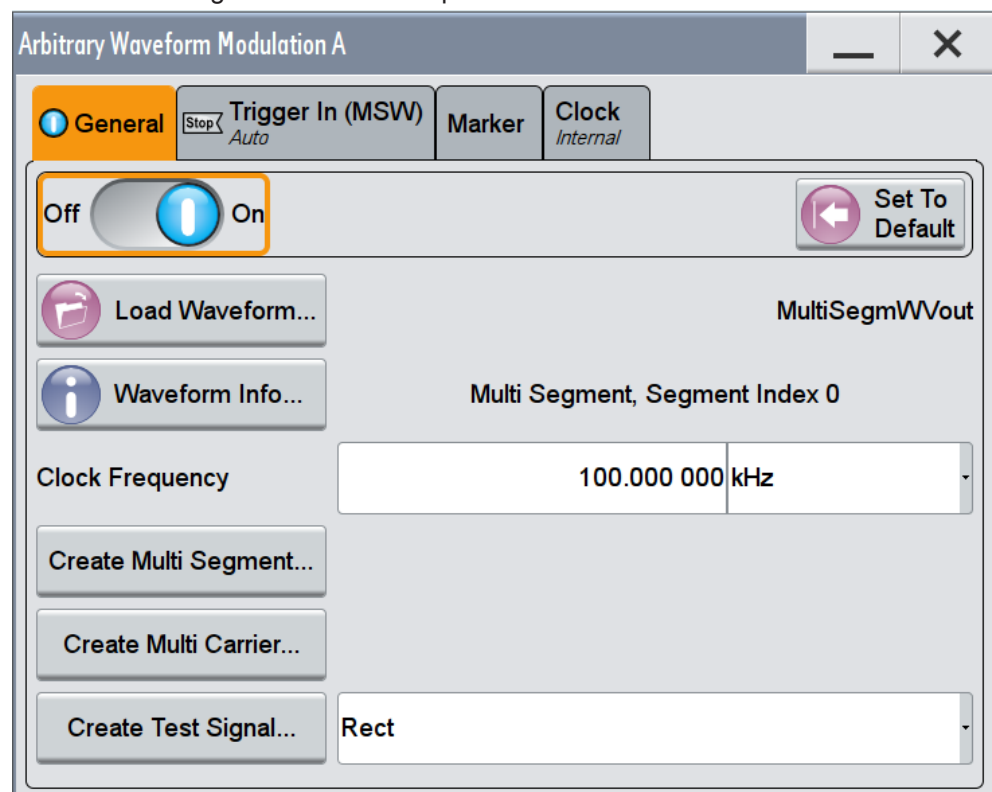 Arbitrary Waveform Modulation A
General
Stop
Trigger In (MSW)
Auto
Marker
Clock
Internal
Off
On
Set To
Default
Load Waveform...
MultiSegmWVout
Waveform Info...
Multi Segment, Segment Index 0
Clock Frequency
100.000 000 kHz
Create Multi Segment...
Create Multi Carrier...
Create Test Signal...
Rect